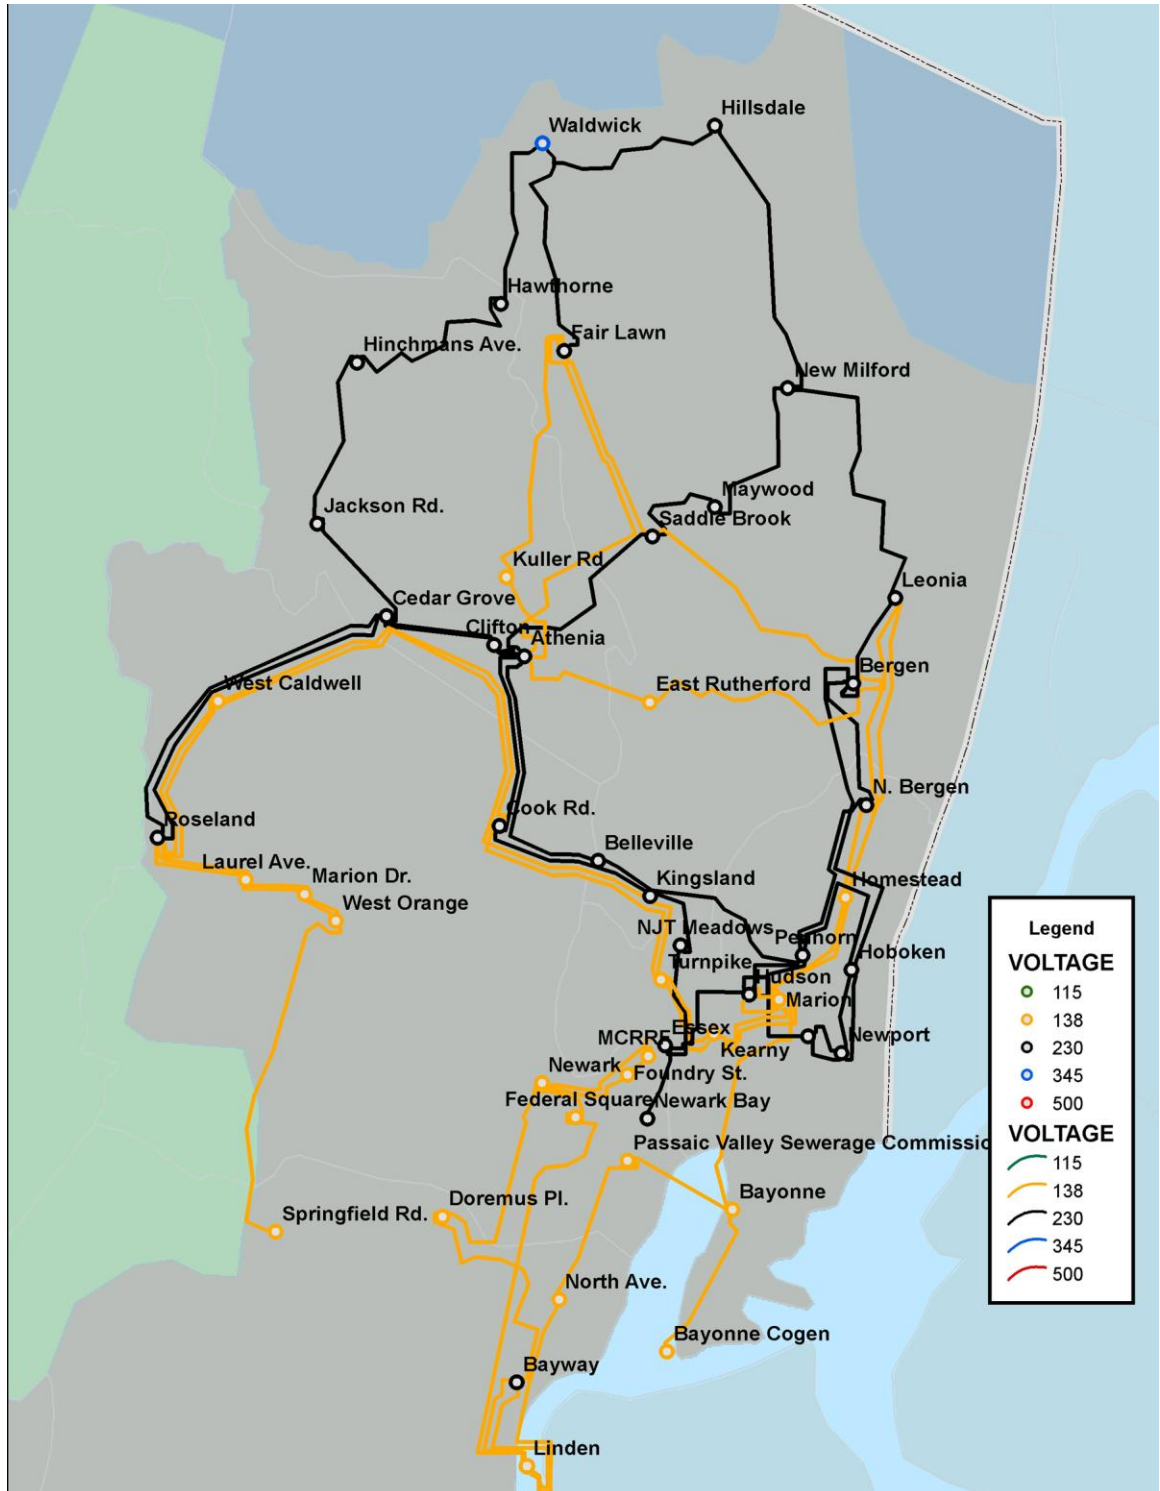 Hillsdale
Waldwick
Hawthorne
Fair Lawn
Hinchmans Ave.
New Milford
Maywood
Jackson Rd.
Saddle Brook
Kuller Rd
Leonia
Cedar Grove
Clifton
Athenia
Bergen
West Caldwell
East Rutherford
N. Bergen
Cook Rd.
Roseland
Belleville
Laurel Ave.
Marion Dr.
Kingsland
Homestead
West Orange
NJT Meadows
Penhorn
Hoboken
Turnpike
Hudson
Marion
Essex
MCRRF
Kearny
Newport
Newark
Foundry St.
Federal Square
Newark Bay
Passaic Valley Sewerage Commissio
Doremus Pl.
Bayonne
Springfield Rd.
North Ave.
Bayonne Cogen
Bayway
Linden
Legend
VOLTAGE
115
138
230
345
500
VOLTAGE
115
138
230
345
500